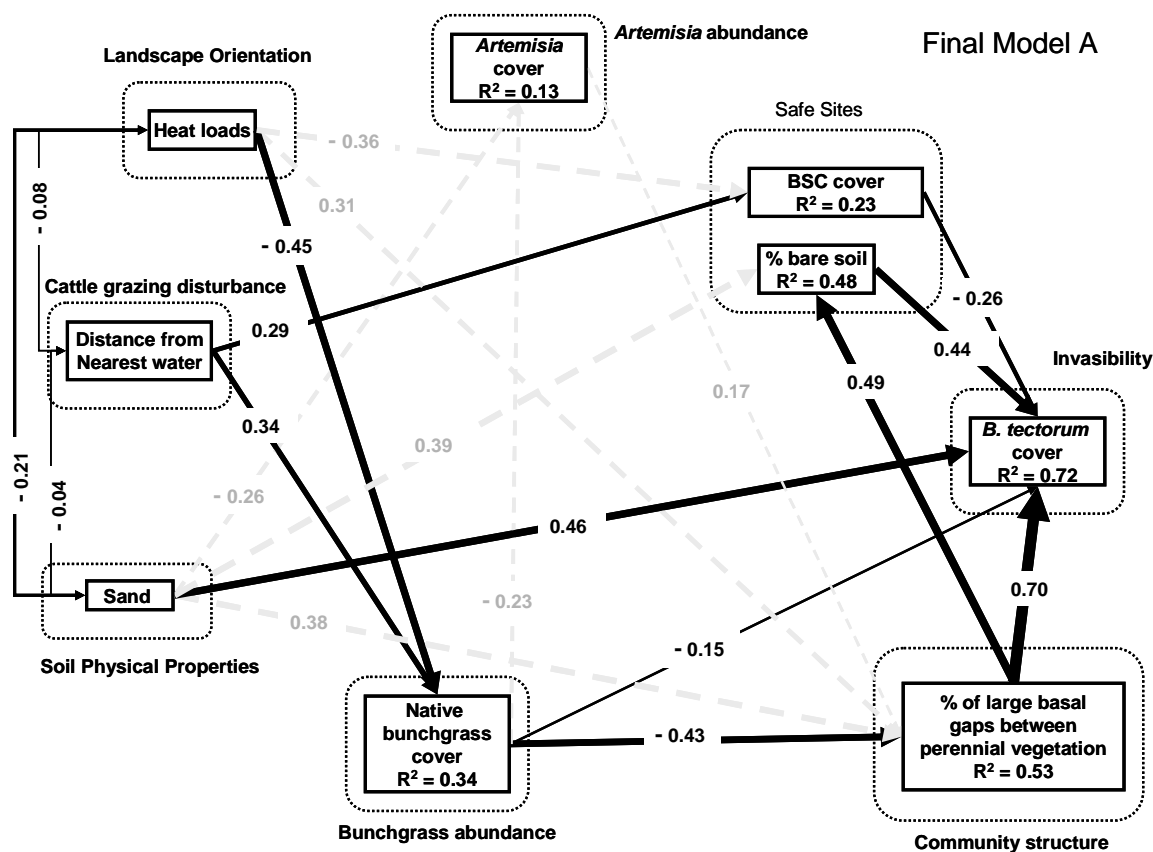 Final Model A
Artemisia abundance
Artemisia
cover
R² = 0.13
Landscape Orientation
Heat loads
Safe Sites
BSC cover
R² = 0.23
% bare soil
R² = 0.48
- 0.36
0.31
- 0.08
- 0.45
- 0.26
Cattle grazing disturbance
Distance from
Nearest water
0.29
0.44
Invasibility
0.34
0.49
0.17
B. tectorum
cover
R² = 0.72
0.39
- 0.21
- 0.04
- 0.26
0.46
Sand
Soil Physical Properties
0.38
- 0.23
0.70
- 0.15
Native
bunchgrass
cover
R² = 0.34
- 0.43
% of large basal
gaps between
perennial vegetation
R² = 0.53
Bunchgrass abundance
Community structure